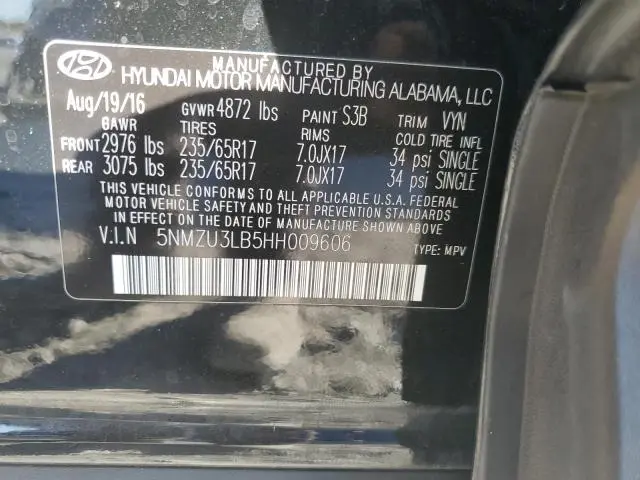 MANUFACTURED BY
HYUNDAI MOTOR MANUFACTURING ALABAMA, LLC
Aug/19/16 GVWR 4872 lbs PAINT S3B TRIM VYN
GAWR TIRES RIMS COLD TIRE INFL
FRONT 2976 lbs 235/65R17 7.0JX17 34 psi SINGLE
REAR 3075 lbs 235/65R17 7.0JX17 34 psi SINGLE
THIS VEHICLE CONFORMS TO ALL APPLICABLE U.S.A. FEDERAL
MOTOR VEHICLE SAFETY AND THEFT PREVENTION STANDARDS
IN EFFECT ON THE DATE OF MANUFACTURE SHOWN ABOVE.
V.I.N 5NMZU3LB5HH009606 TYPE: MPV